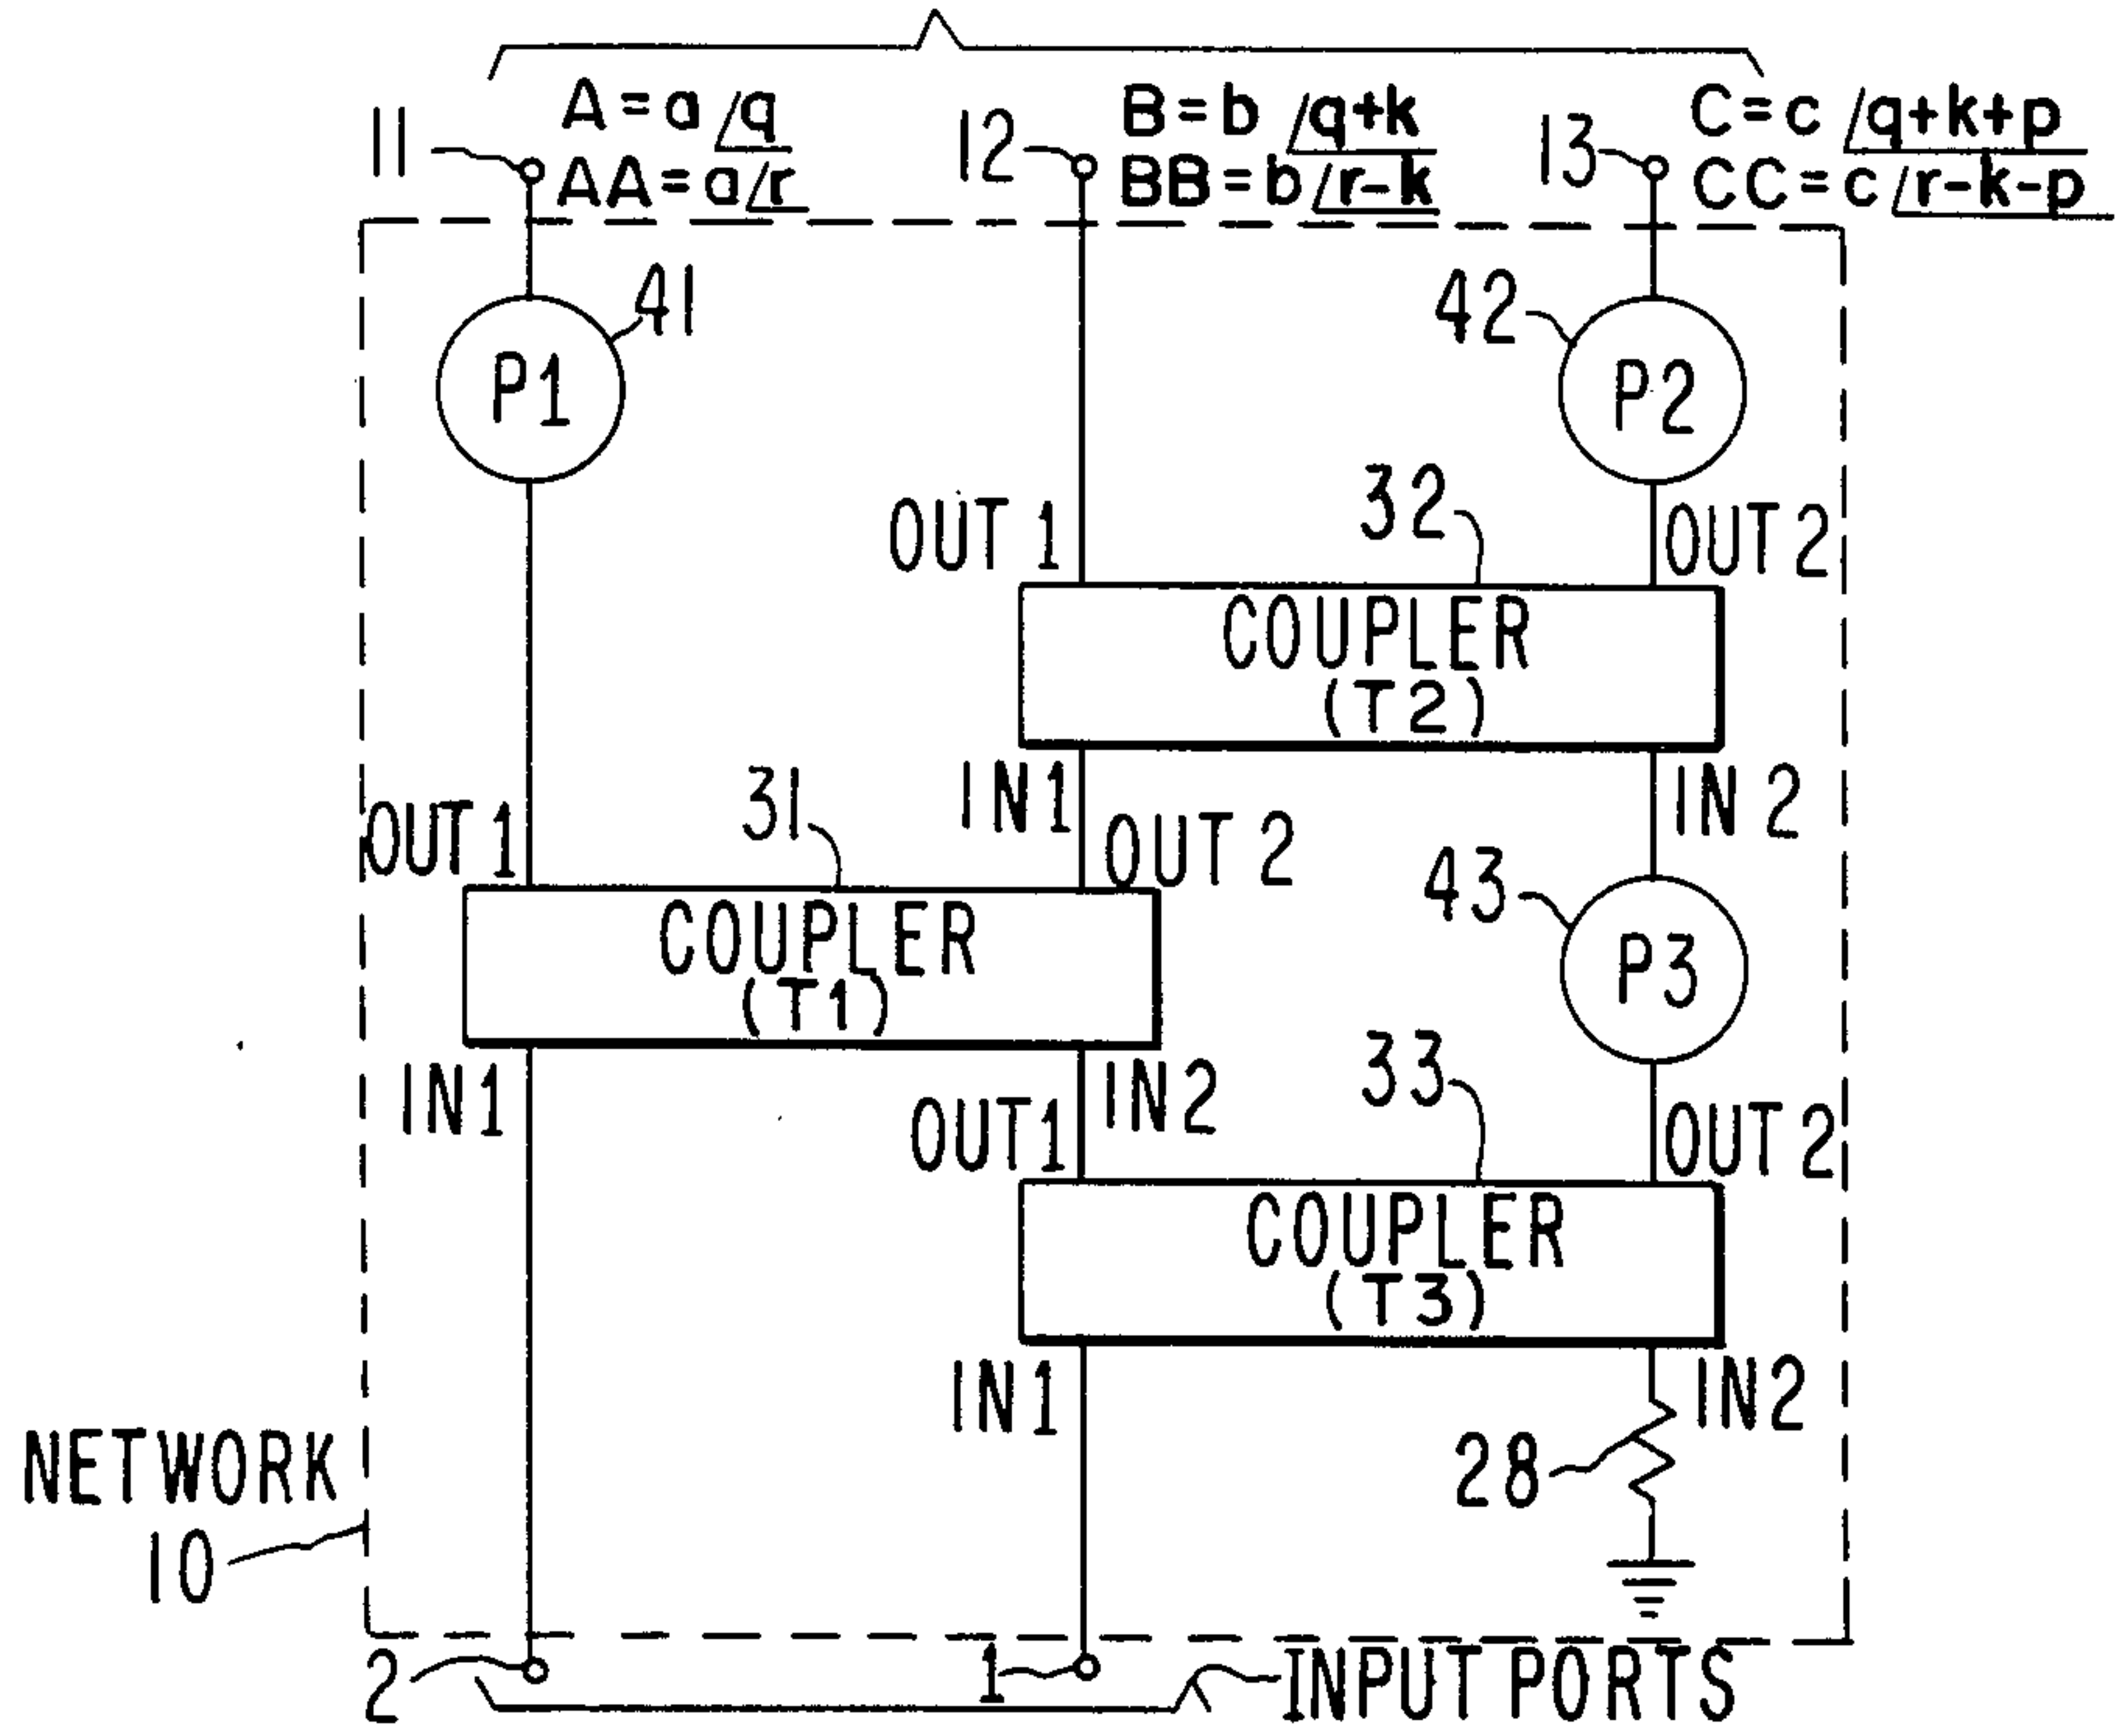 11
A=a/q
AA=a/r
12
B=b/q+k
BB=b/r-k
13
C=c/q+k+p
CC=c/r-k-p
41
P1
42
P2
32
OUT 1
OUT 2
COUPLER
(T2)
IN1
IN 2
31
OUT1
OUT 2
43
P3
COUPLER
(T1)
IN1
IN2
33
OUT1
OUT 2
COUPLER
(T3)
IN1
IN2
28
NETWORK
10
2
1
INPUT PORTS